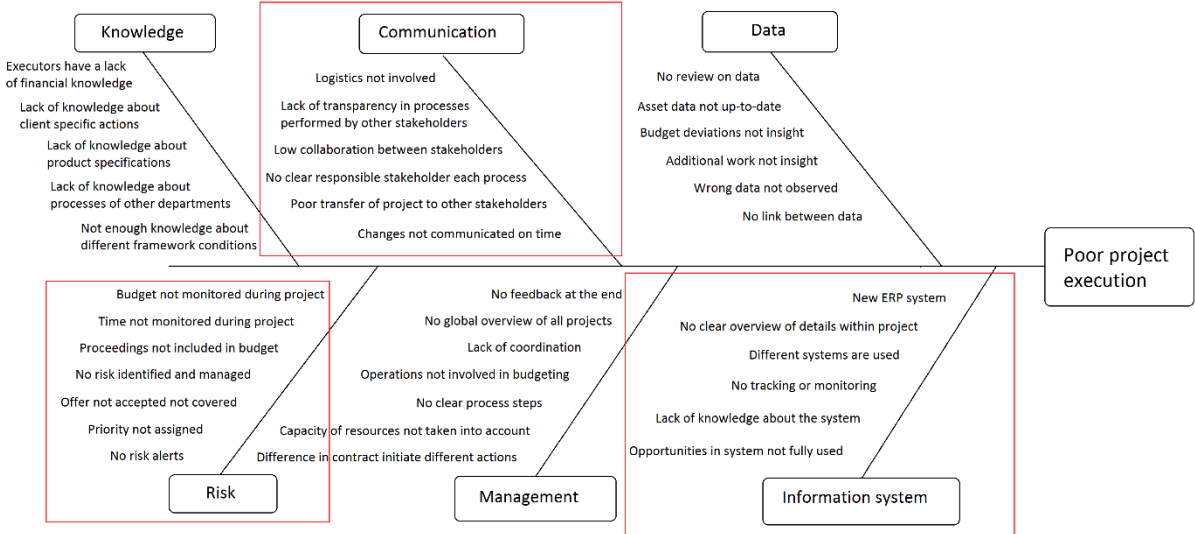 Knowledge
Executors have a lack
of financial knowledge
Lack of knowledge about
client specific actions
Lack of knowledge about
product specifications
Lack of knowledge about
processes of other departments
Not enough knowledge about
different framework conditions
Communication
Logistics not involved
Lack of transparency in processes
performed by other stakeholders
Low collaboration between stakeholders
No clear responsible stakeholder each process
Poor transfer of project to other stakeholders
Changes not communicated on time
Data
No review on data
Asset data not up-to-date
Budget deviations not insight
Additional work not insight
Wrong data not observed
No link between data
Poor project
execution
Budget not monitored during project
Time not monitored during project
Proceedings not included in budget
No risk identified and managed
Offer not accepted not covered
Priority not assigned
No risk alerts
Risk
No feedback at the end
No global overview of all projects
Lack of coordination
Operations not involved in budgeting
No clear process steps
Capacity of resources not taken into account
Difference in contract initiate different actions
Management
New ERP system
No clear overview of details within project
Different systems are used
No tracking or monitoring
Lack of knowledge about the system
Opportunities in system not fully used
Information system